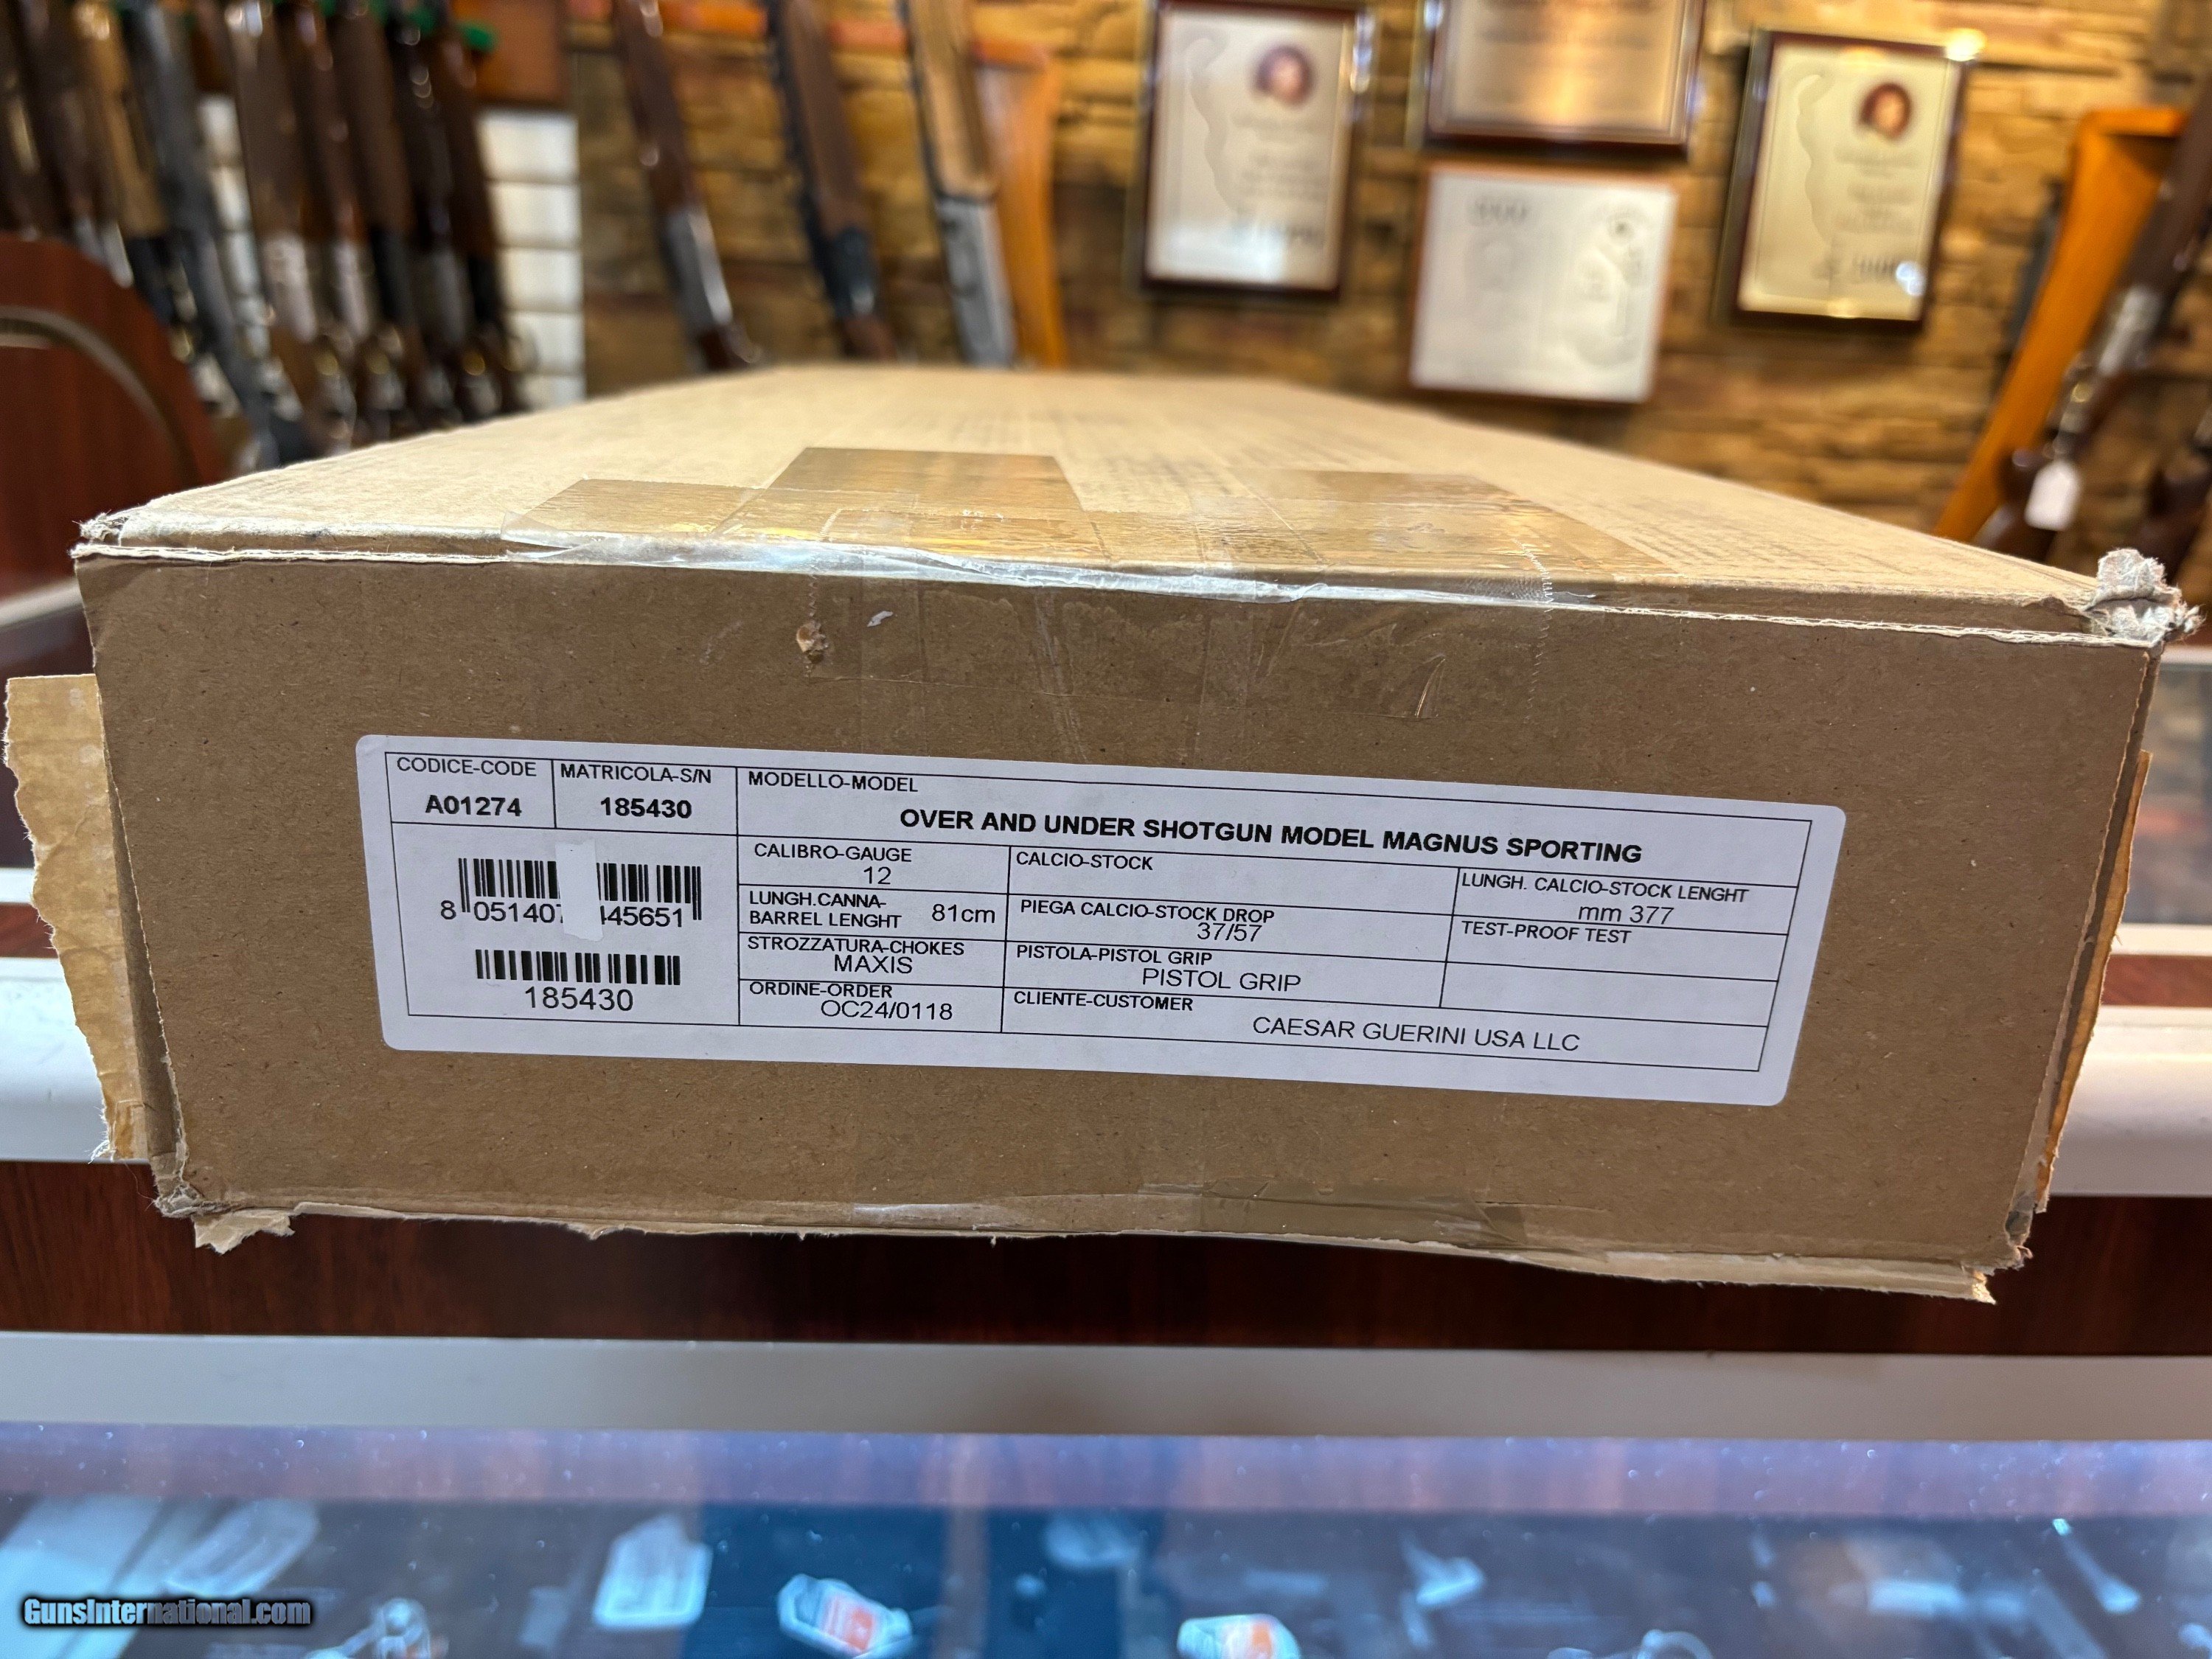 CODICE-CODE
A01274
MATRICOLA-S/N
185430
MODELLO-MODEL
OVER AND UNDER SHOTGUN MODEL MAGNUS SPORTING
8 051407 445651
185430
CALIBRO-GAUGE
12
CALCIO-STOCK
LUNGH. CALCIO-STOCK LENGHT
mm 377
LUNGH.CANNA-
BARREL LENGHT 81cm
PIEGA CALCIO-STOCK DROP
37/57
TEST-PROOF TEST
STROZZATURA-CHOKES
MAXIS
PISTOLA-PISTOL GRIP
PISTOL GRIP
ORDINE-ORDER
OC24/0118
CLIENTE-CUSTOMER
CAESAR GUERINI USA LLC
GunsInternational.com